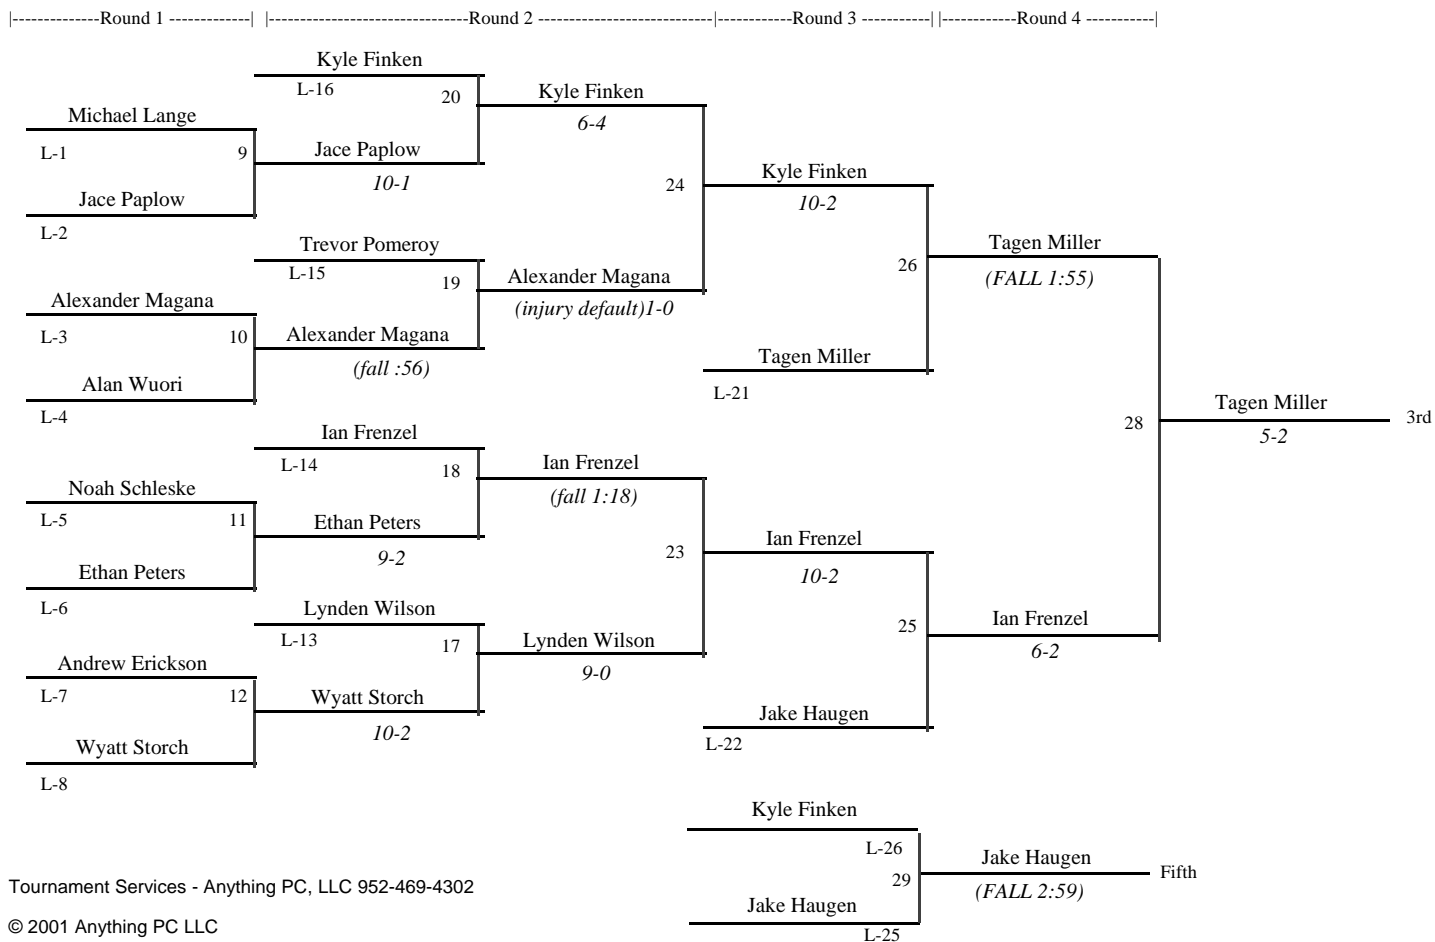 |-------------Round 1 ------------| |-----------------------------Round 2 -------------------------|-----------Round 3 ----------| |-----------Round 4 ----------|
Kyle Finken
L-16
20
Kyle Finken
6-4
Michael Lange
L-1
9
Jace Paplow
10-1
Jace Paplow
L-2
24
Kyle Finken
10-2
Trevor Pomeroy
L-15
19
Alexander Magana
(injury default)1-0
Alexander Magana
L-3
10
Alexander Magana
(fall :56)
Alan Wuori
L-4
26
Tagen Miller
(FALL 1:55)
Tagen Miller
L-21
28
Tagen Miller
5-2
3rd
Ian Frenzel
L-14
18
Ian Frenzel
(fall 1:18)
Noah Schleske
L-5
11
Ethan Peters
9-2
Ethan Peters
L-6
23
Ian Frenzel
10-2
Lynden Wilson
L-13
17
Lynden Wilson
9-0
Andrew Erickson
L-7
12
Wyatt Storch
10-2
Wyatt Storch
L-8
25
Ian Frenzel
6-2
Jake Haugen
L-22
Kyle Finken
L-26
29
Jake Haugen
(FALL 2:59)
Fifth
Jake Haugen
L-25
Tournament Services - Anything PC, LLC 952-469-4302
© 2001 Anything PC LLC